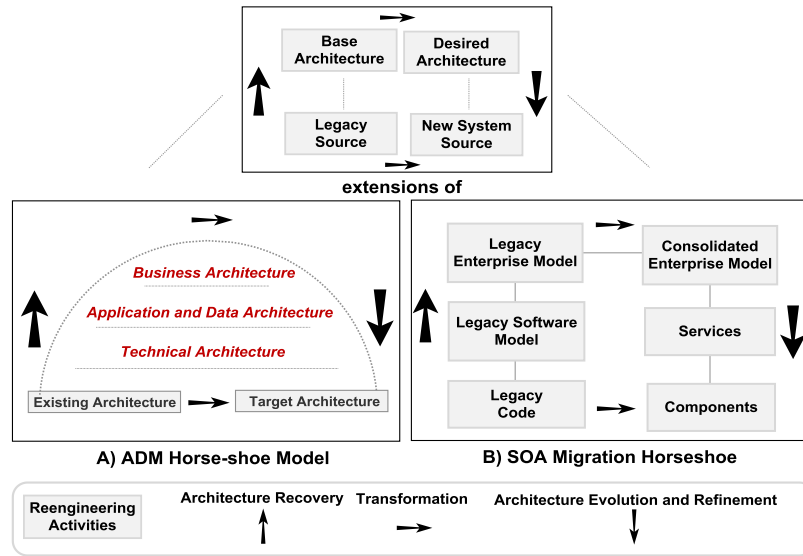 Base
Architecture
Desired
Architecture
Legacy
Source
New System
Source
extensions of
Business Architecture
Application and Data Architecture
Technical Architecture
Existing Architecture
Target Architecture
A) ADM Horse-shoe Model
Legacy
Enterprise Model
Consolidated
Enterprise Model
Legacy Software
Model
Services
Legacy
Code
Components
B) SOA Migration Horseshoe
Reengineering
Activities
Architecture Recovery
Transformation
Architecture Evolution and Refinement